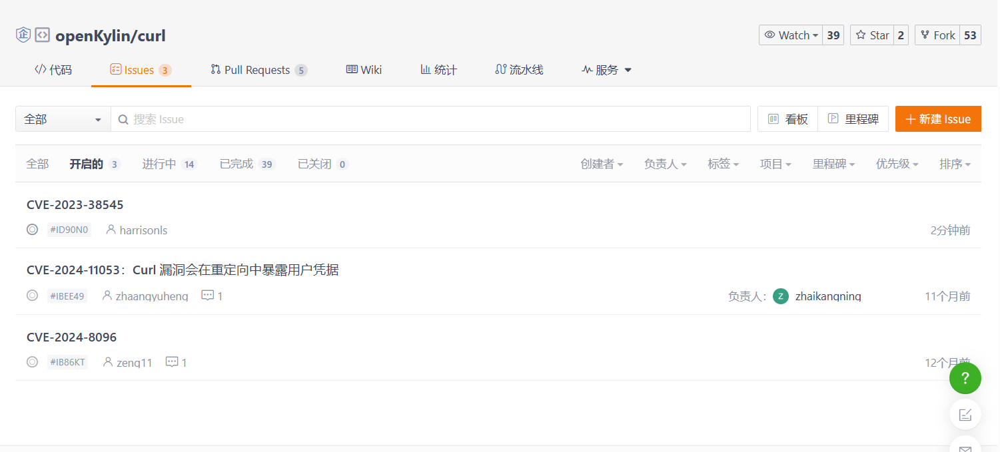 openKylin/curl
Watch 39 Star 2 Fork 53
代码 Issues 3 Pull Requests 5 Wiki 统计 流水线 服务
全部 搜索 Issue 看板 里程碑 新建 Issue
全部 开启的 3 进行中 14 已完成 39 已关闭 0 创建者 负责人 标签 项目 里程碑 优先级 排序
CVE-2023-38545
#ID90N0 harrisonls 2分钟前
CVE-2024-11053：Curl 漏洞会在重定向中暴露用户凭据
#IBEE49 zhaangyuheng 1 负责人： Z zhaikangning 11个月前
CVE-2024-8096
#IB86KT zeng11 1 12个月前
?